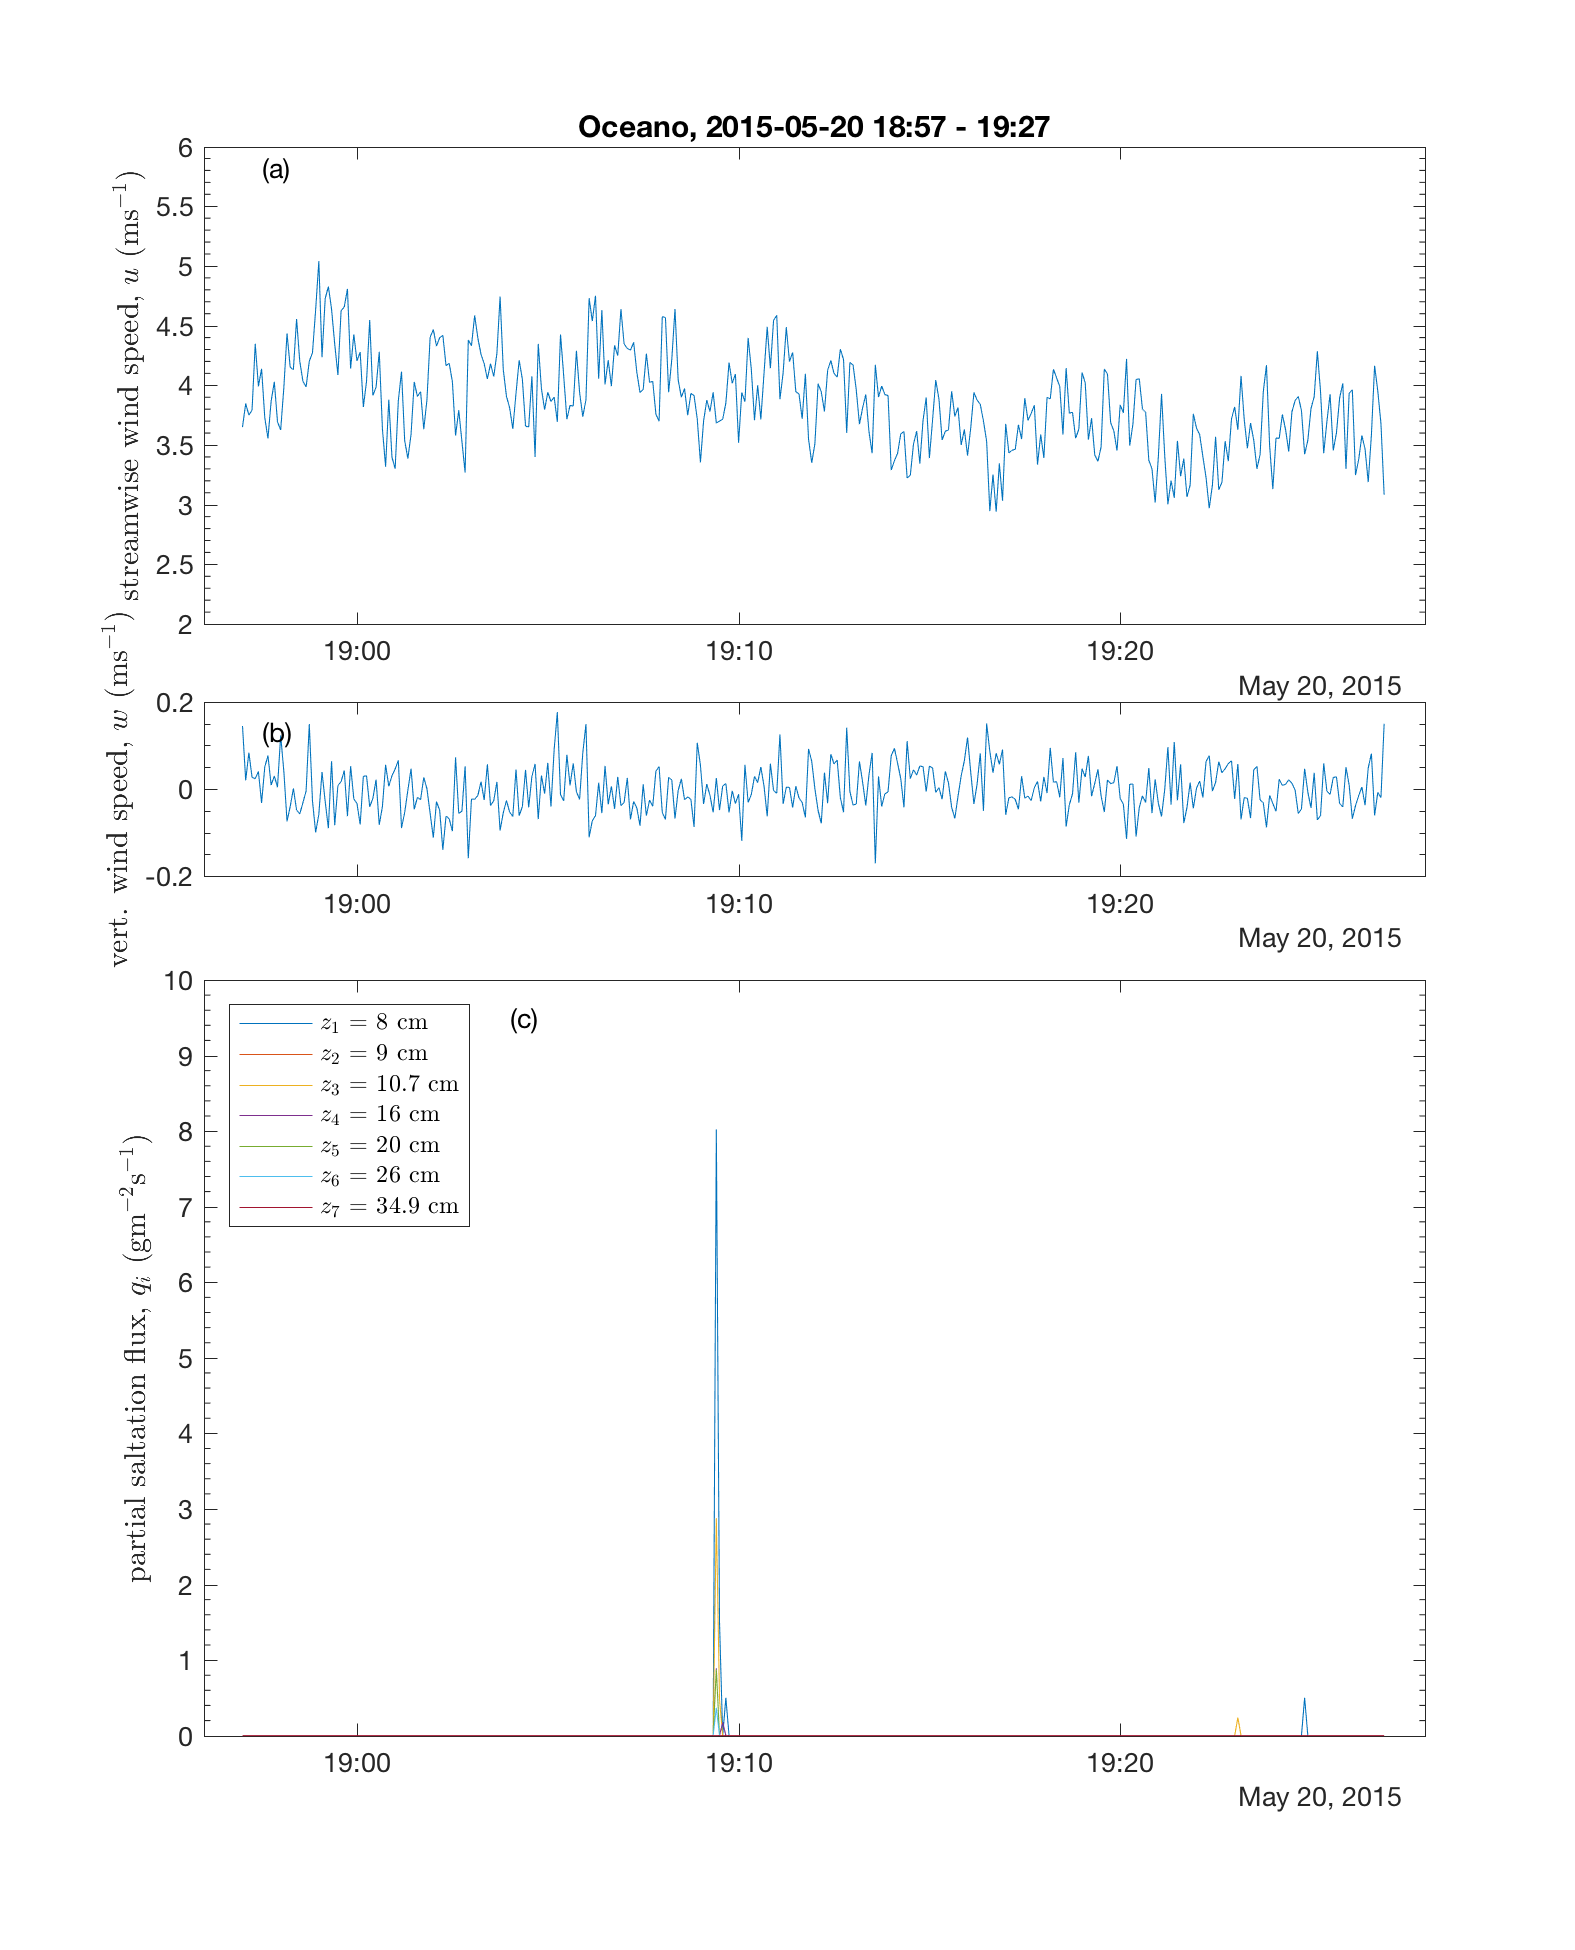 Oceano, 2015-05-20 18:57 - 19:27
(a)
streamwise wind speed, u (ms⁻¹)
6
5.5
5
4.5
4
3.5
3
2.5
2
19:00 19:10 19:20
May 20, 2015
(b)
vert. wind speed, w (ms⁻¹)
0.2
0
-0.2
19:00 19:10 19:20
May 20, 2015
(c)
partial saltation flux, qᵢ (gm⁻²s⁻¹)
10
9
8
7
6
5
4
3
2
1
0
z₁ = 8 cm
z₂ = 9 cm
z₃ = 10.7 cm
z₄ = 16 cm
z₅ = 20 cm
z₆ = 26 cm
z₇ = 34.9 cm
19:00 19:10 19:20
May 20, 2015